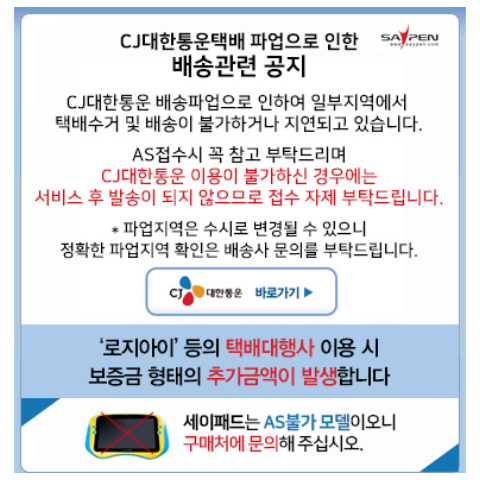 CJ대한통운택배 파업으로 인한
SAYPEN
www.saypen.com
배송관련 공지
CJ대한통운 배송파업으로 인하여 일부지역에서
택배수거 및 배송이 불가하거나 지연되고 있습니다.
AS접수시 꼭 참고 부탁드리며
CJ대한통운 이용이 불가하신 경우에는
서비스 후 발송이 되지 않으므로 접수 자제 부탁드립니다.
* 파업지역은 수시로 변경될 수 있으니
정확한 파업지역 확인은 배송사 문의를 부탁드립니다.
CJ 대한통운 바로가기 ▶
‘로지아이’ 등의 택배대행사 이용 시
보증금 형태의 추가금액이 발생합니다
세이패드는 AS불가 모델이오니
구매처에 문의해 주십시오.